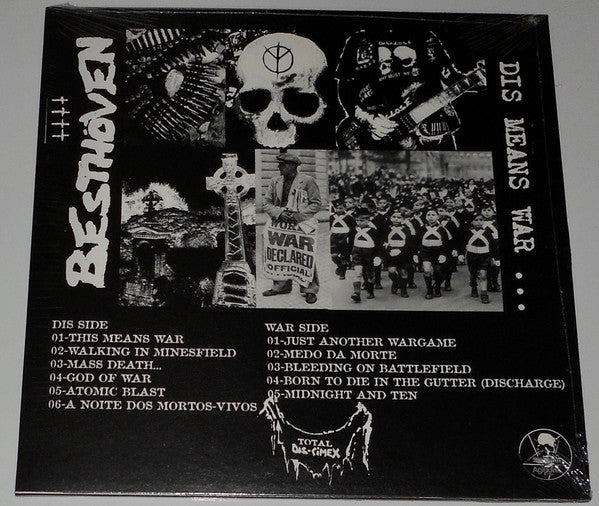 BESTHÖVEN
DIS MEANS WAR ...
WAR
DECLARED
OFFICIAL
DIS SIDE
01-THIS MEANS WAR
02-WALKING IN MINESFIELD
03-MASS DEATH...
04-GOD OF WAR
05-ATOMIC BLAST
06-A NOITE DOS MORTOS-VIVOS
WAR SIDE
01-JUST ANOTHER WARGAME
02-MEDO DA MORTE
03-BLEEDING ON BATTLEFIELD
04-BORN TO DIE IN THE GUTTER (DISCHARGE)
05-MIDNIGHT AND TEN
TOTAL
DIS-CIMEX